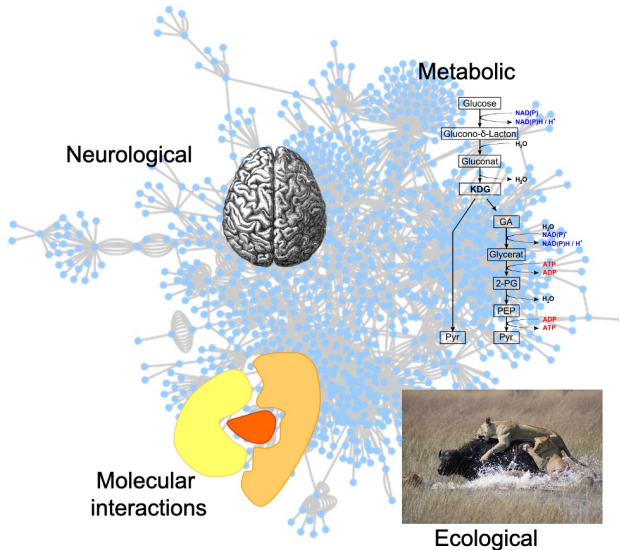 Metabolic
Glucose
NAD(P)
NAD(P)H / H⁺
Glucono-δ-Lacton
H₂O
Gluconat
H₂O
KDG
GA
H₂O
NAD(P)⁺
NAD(P)H / H⁺
Glycerat
ATP
ADP
2-PG
H₂O
PEP
ADP
ATP
Pyr
Pyr
Neurological
Molecular
interactions
Ecological